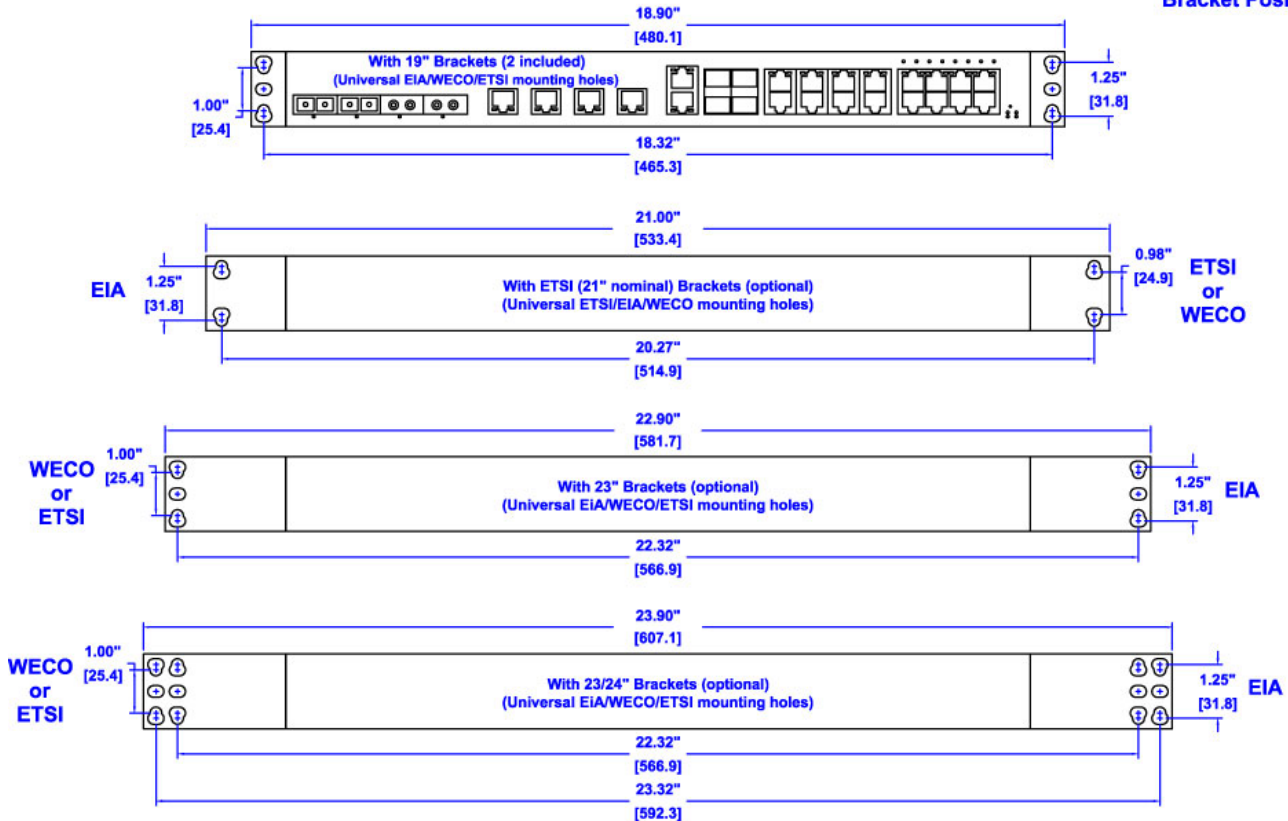 Bracket Posi
18.90"
[480.1]
With 19" Brackets (2 included)
(Universal EIA/WECO/ETSI mounting holes)
1.00"
[25.4]
1.25"
[31.8]
18.32"
[465.3]
21.00"
[533.4]
EIA
1.25"
[31.8]
With ETSI (21" nominal) Brackets (optional)
(Universal ETSI/EIA/WECO mounting holes)
0.98"
[24.9]
ETSI
or
WECO
20.27"
[514.9]
22.90"
[581.7]
WECO
or
ETSI
1.00"
[25.4]
With 23" Brackets (optional)
(Universal EiA/WECO/ETSI mounting holes)
1.25"
[31.8]
EIA
22.32"
[566.9]
23.90"
[607.1]
WECO
or
ETSI
1.00"
[25.4]
With 23/24" Brackets (optional)
(Universal EiA/WECO/ETSI mounting holes)
1.25"
[31.8]
EIA
22.32"
[566.9]
23.32"
[592.3]